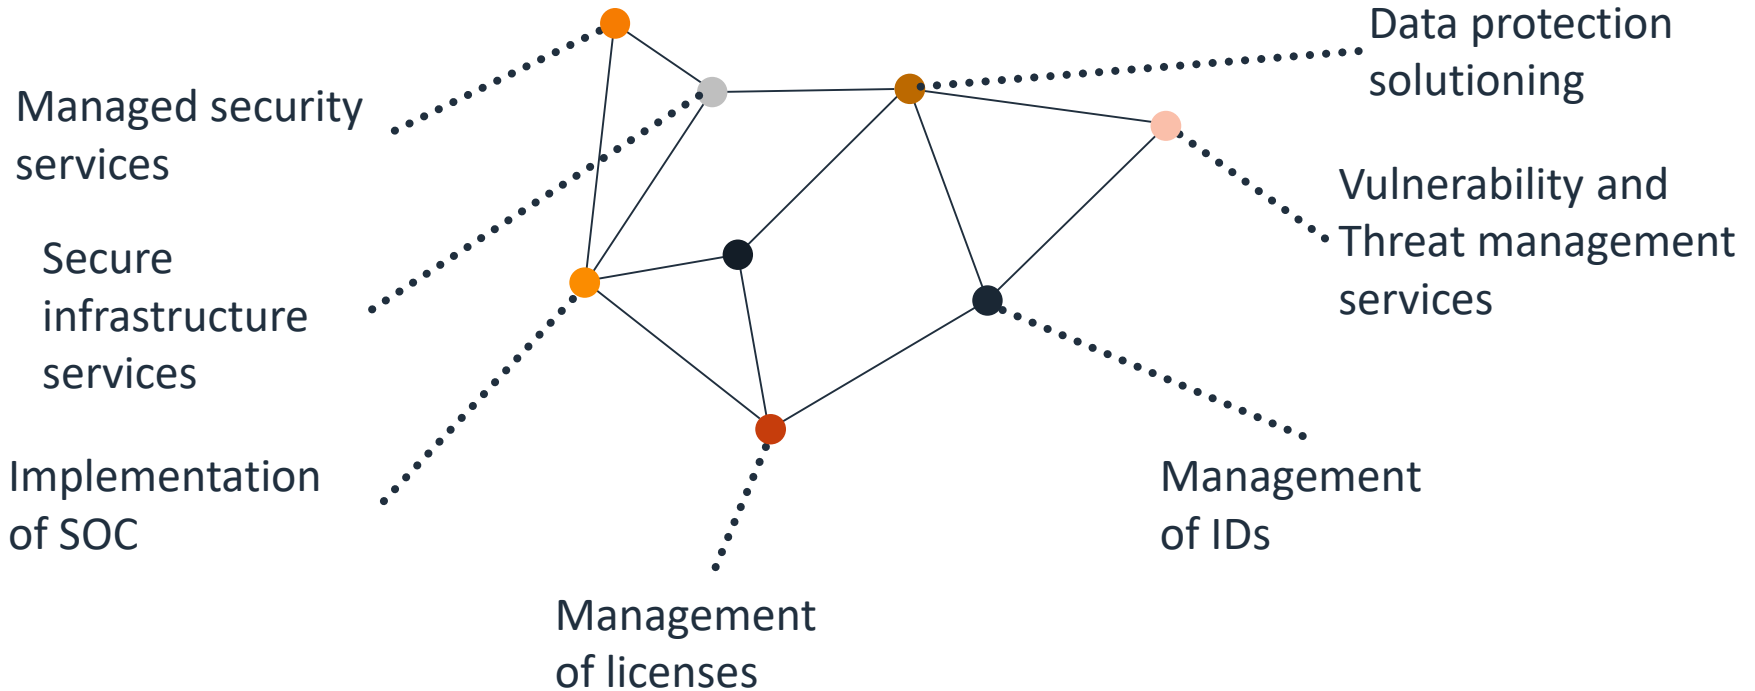 Managed security
services
Secure
infrastructure
services
Implementation
of SOC
Management
of licenses
Data protection
solutioning
Vulnerability and
Threat management
services
Management
of IDs